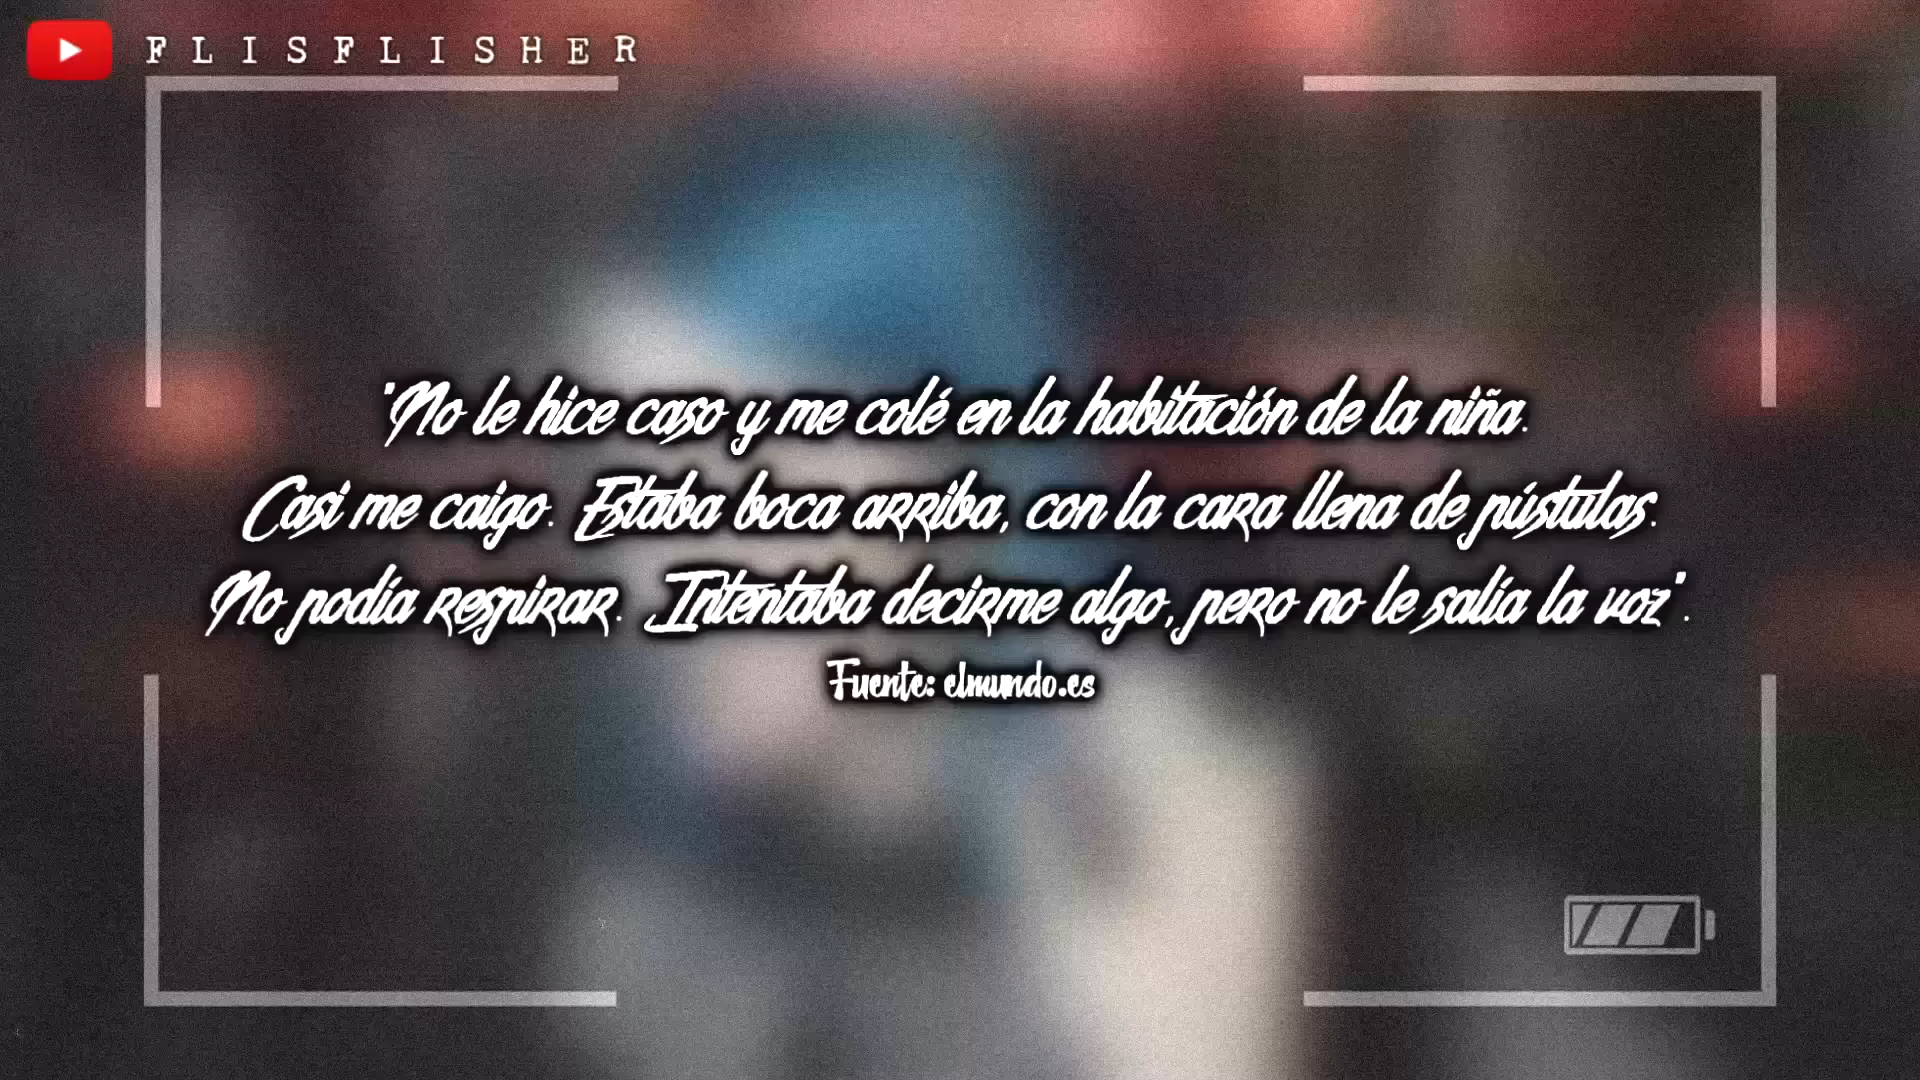 FLISFLISHER
"No le hice caso y me colé en la habitación de la niña.
Casi me caigo. Estaba boca arriba, con la cara llena de pústulas.
No podía respirar. Intentaba decirme algo, pero no le salía la voz".
Fuente: elmundo.es